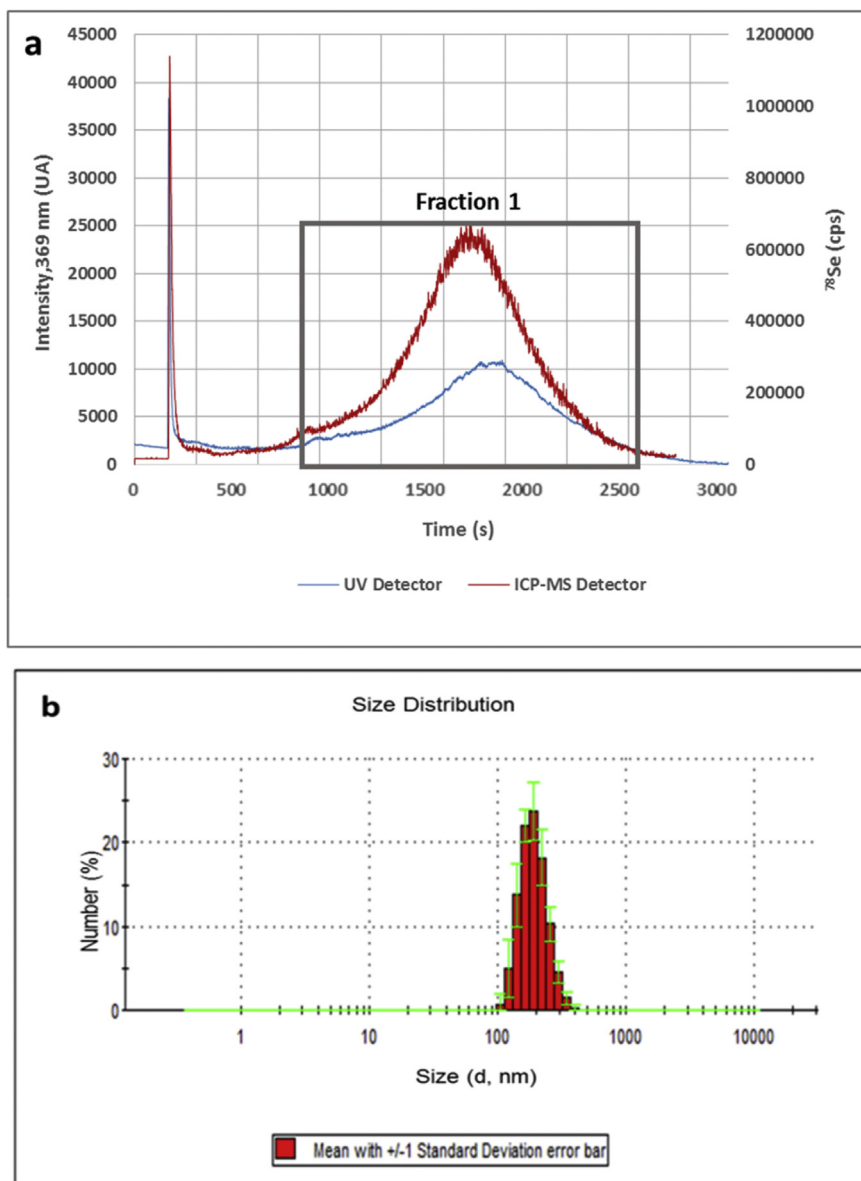 a
45000
40000
35000
30000
25000
20000
15000
10000
5000
0
Intensity,369 nm (UA)
Fraction 1
1200000
1000000
800000
600000
400000
200000
0
⁷⁸Se (cps)
0 500 1000 1500 2000 2500 3000
Time (s)
UV Detector ICP-MS Detector
b
Size Distribution
30
20
10
0
Number (%)
1 10 100 1000 10000
Size (d, nm)
Mean with +/-1 Standard Deviation error bar